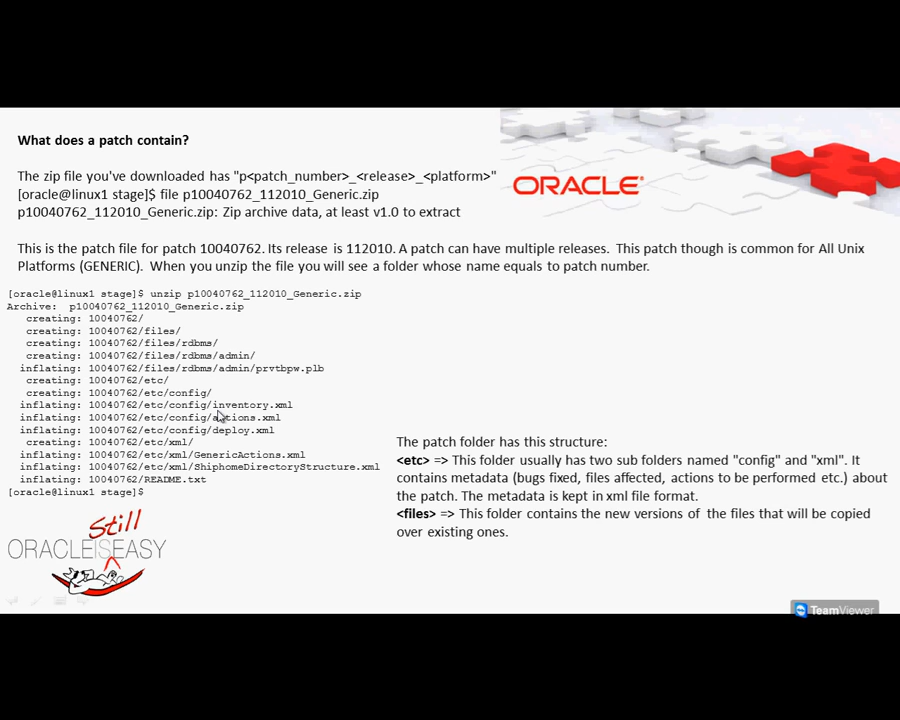 What does a patch contain?
ORACLE
The zip file you've downloaded has "p<patch_number>_<release>_<platform>"
[oracle@linux1 stage]$ file p10040762_112010_Generic.zip
p10040762_112010_Generic.zip: Zip archive data, at least v1.0 to extract
This is the patch file for patch 10040762. Its release is 112010. A patch can have multiple releases. This patch though is common for All Unix
Platforms (GENERIC). When you unzip the file you will see a folder whose name equals to patch number.
[oracle@linux1 stage]$ unzip p10040762_112010_Generic.zip
Archive: p10040762_112010_Generic.zip
creating: 10040762/
creating: 10040762/files/
creating: 10040762/files/rdbms/
creating: 10040762/files/rdbms/admin/
inflating: 10040762/files/rdbms/admin/prvtbpw.plb
creating: 10040762/etc/
creating: 10040762/etc/config/
inflating: 10040762/etc/config/inventory.xml
inflating: 10040762/etc/config/actions.xml
inflating: 10040762/etc/config/deploy.xml
creating: 10040762/etc/xml/
inflating: 10040762/etc/xml/GenericActions.xml
inflating: 10040762/etc/xml/ShiphomeDirectoryStructure.xml
inflating: 10040762/README.txt
[oracle@linux1 stage]$
The patch folder has this structure:
<etc> => This folder usually has two sub folders named "config" and "xml". It
contains metadata (bugs fixed, files affected, actions to be performed etc.) about
the patch. The metadata is kept in xml file format.
<files> => This folder contains the new versions of the files that will be copied
over existing ones.
Still
ORACLEISEASY
TeamViewer